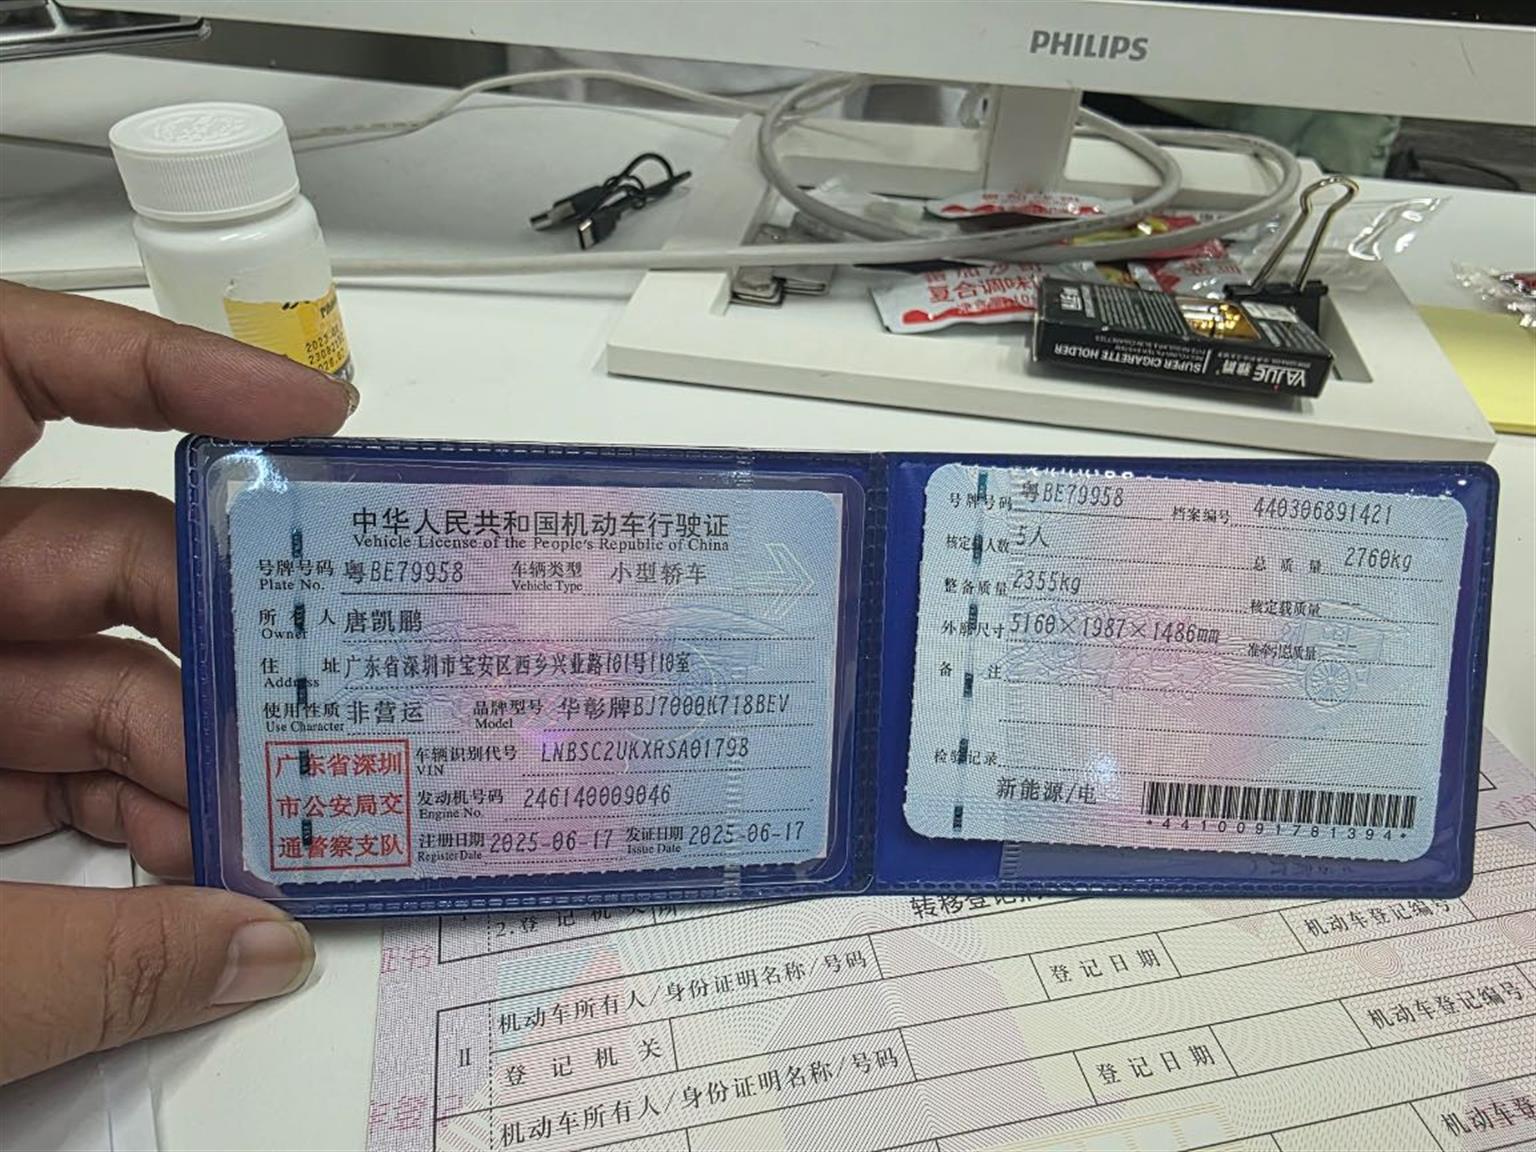 PHILIPS
复合调味
YAJUE 雅爵
SUPER CIGARETTE HOLDER
中华人民共和国机动车行驶证
Vehicle License of the People's Republic of China
号牌号码 粤BE79958 车辆类型 小型轿车
Plate No. Vehicle Type
所有人 唐凯鹏
Owner
住址 广东省深圳市宝安区西乡兴业路101号110室
Address
使用性质 非营运 品牌型号 华彰牌BJ7000K718BEV
Use Character Model
广东省深圳市公安局交通警察支队
车辆识别代号 LNBSC2UKXRSA01798
VIN
发动机号码 246140009046
Engine No.
注册日期 2025-06-17 发证日期 2025-06-17
Register Date Issue Date
号牌号码 粤BE79958 档案编号 440306891421
核定载人数 5人 总质量 2760kg
整备质量 2355kg 核定载质量 --
外廓尺寸 5160×1987×1486mm 准牵引总质量 --
备注
检验记录
新能源/电
*4410091781394*
2.登记机关
转移登记
机动车所有人/身份证明名称/号码
登记日期
机动车登记编号
II
登记机关
机动车登记编号
机动车所有人/身份证明名称/号码
登记日期
机动车登